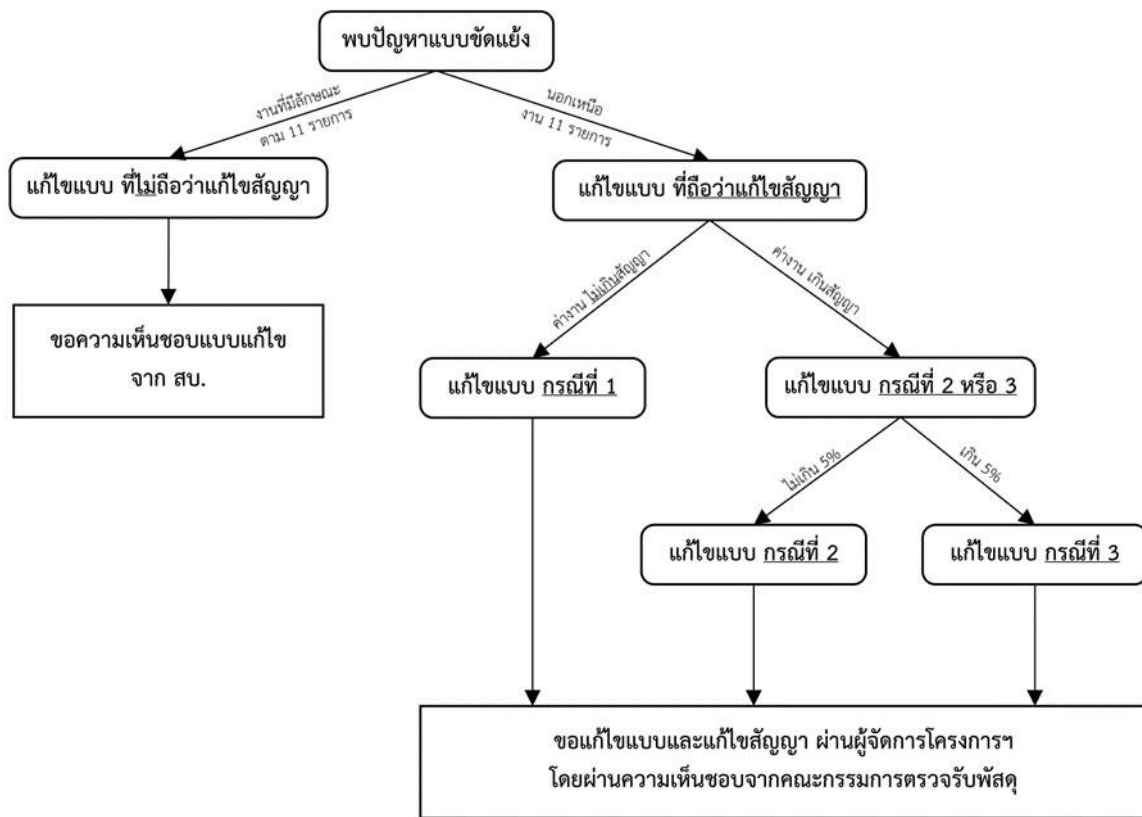 พบปัญหาแบบขัดแย้ง
งานที่มีลักษณะ
ตาม 11 รายการ
นอกเหนือ
งาน 11 รายการ
แก้ไขแบบ ที่ไม่ถือว่าแก้ไขสัญญา
แก้ไขแบบ ที่ถือว่าแก้ไขสัญญา
ค่างาน ไม่เกินสัญญา
ค่างาน เกินสัญญา
ขอความเห็นชอบแบบแก้ไข
จาก สบ.
แก้ไขแบบ กรณีที่ 1
แก้ไขแบบ กรณีที่ 2 หรือ 3
ไม่เกิน 5%
เกิน 5%
แก้ไขแบบ กรณีที่ 2
แก้ไขแบบ กรณีที่ 3
ขอแก้ไขแบบและแก้ไขสัญญา ผ่านผู้จัดการโครงการฯ
โดยผ่านความเห็นชอบจากคณะกรรมการตรวจรับพัสดุ